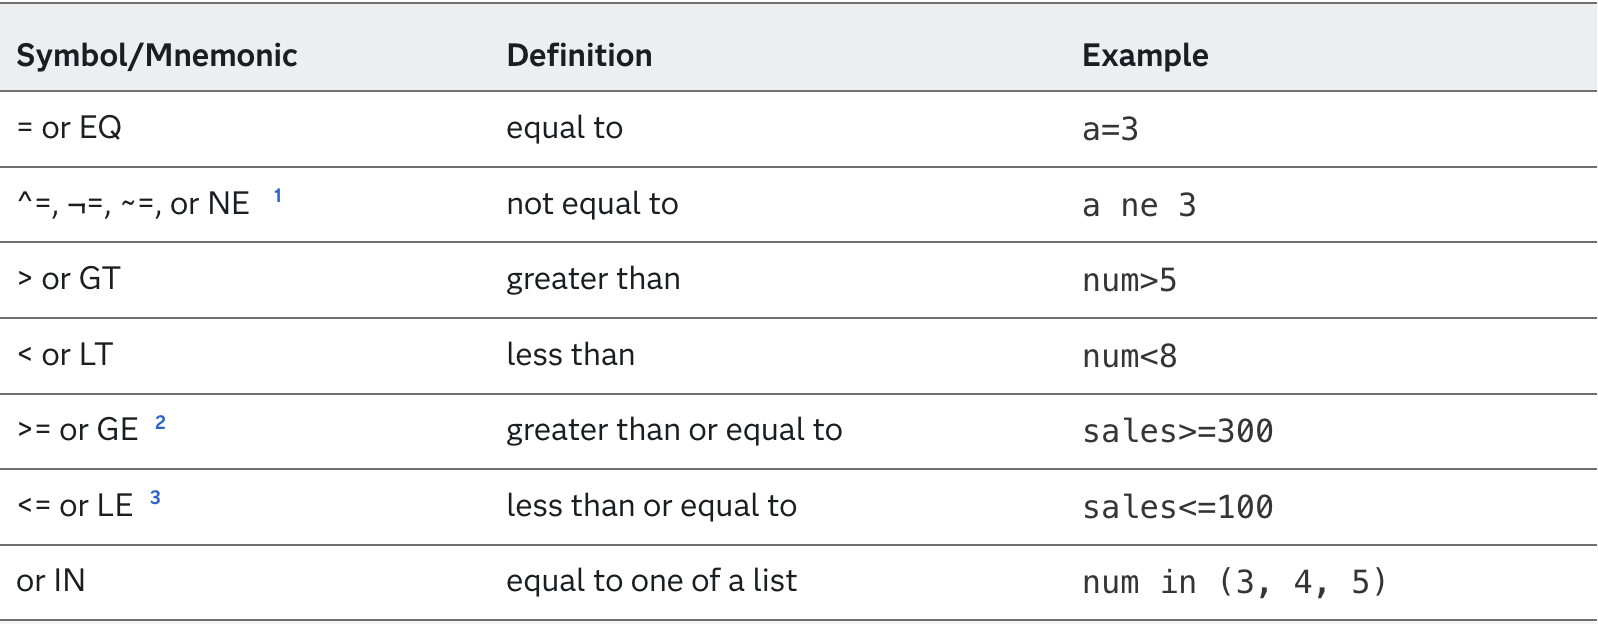 Symbol/Mnemonic Definition Example
= or EQ equal to a=3
^=, ¬=, ~=, or NE 1 not equal to a ne 3
> or GT greater than num>5
< or LT less than num<8
>= or GE 2 greater than or equal to sales>=300
<= or LE 3 less than or equal to sales<=100
or IN equal to one of a list num in (3, 4, 5)